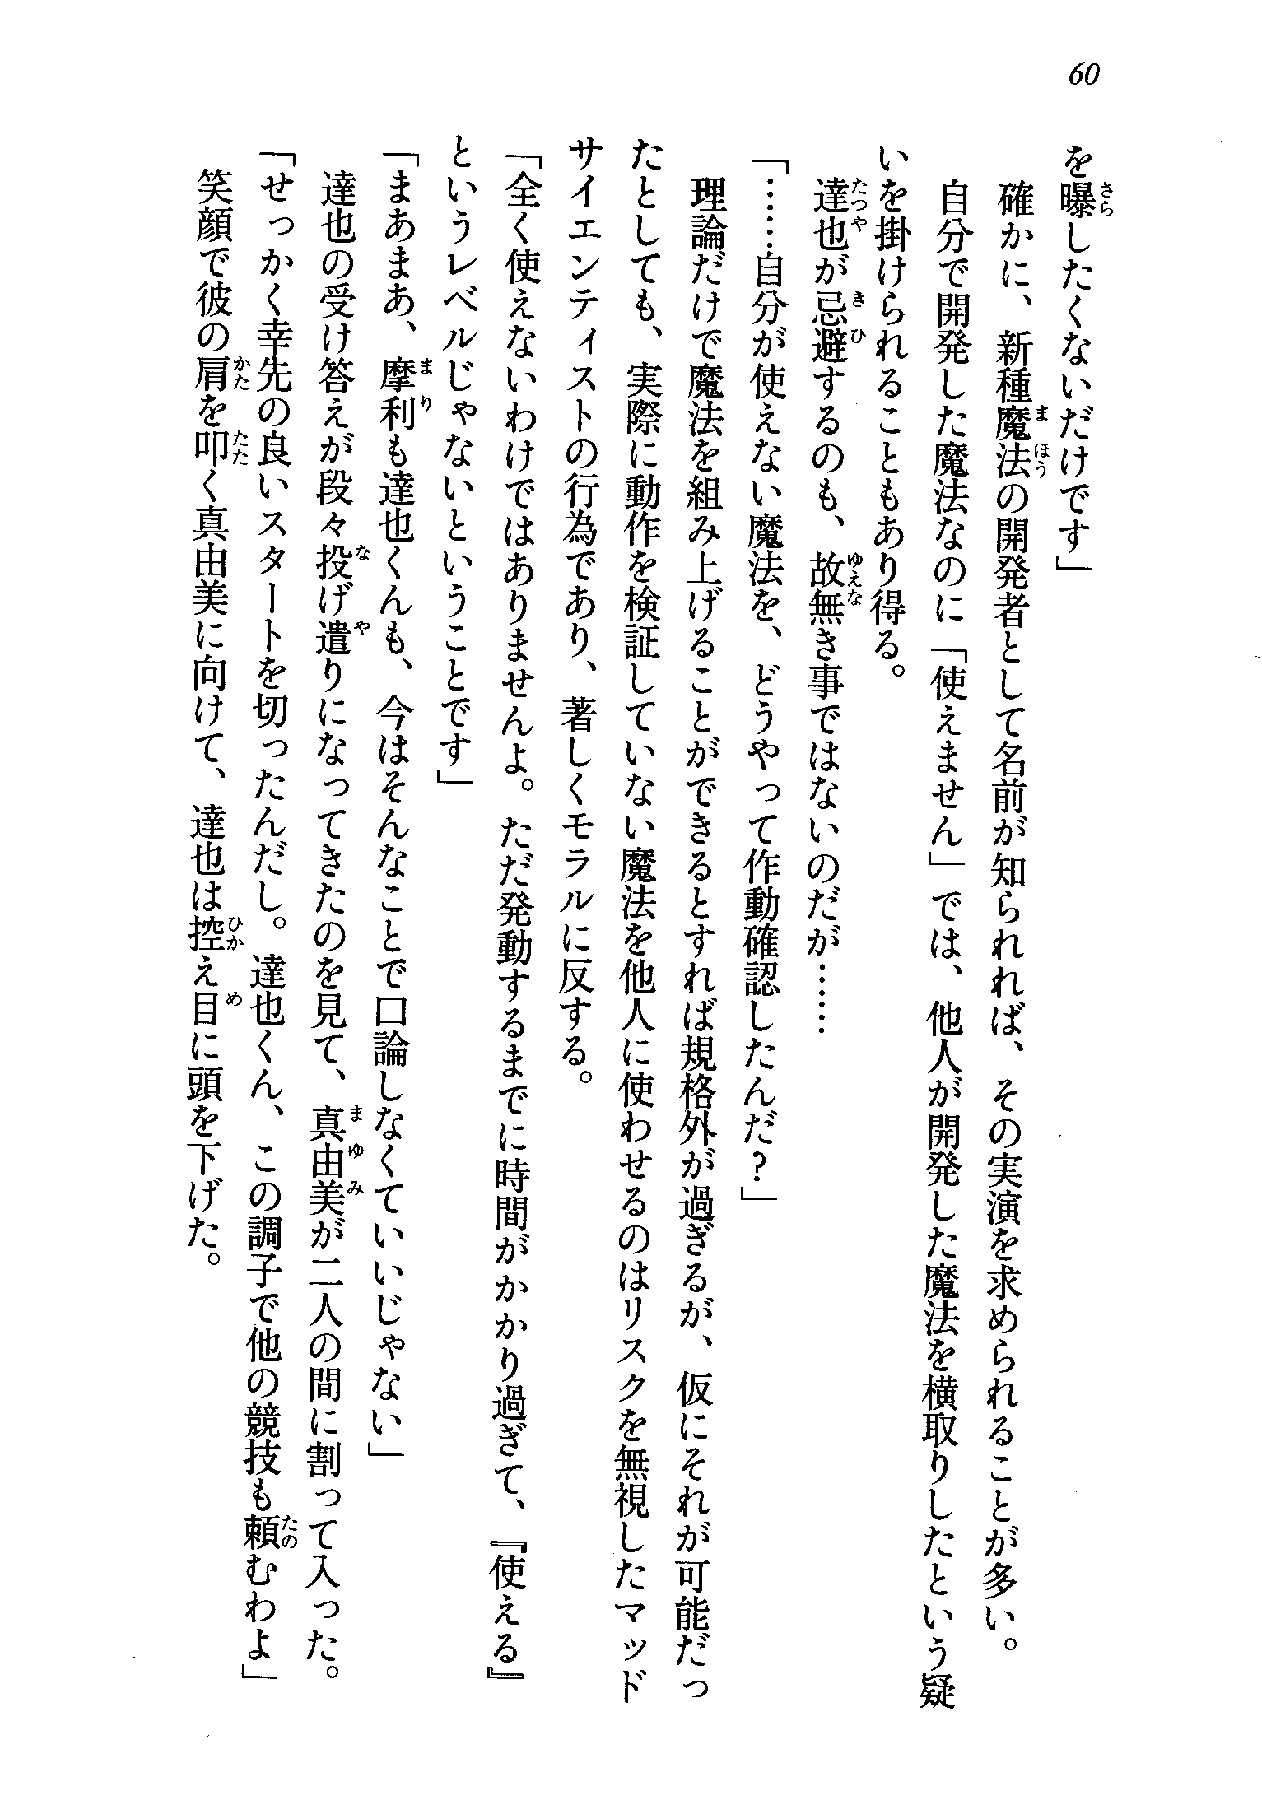 60
を曝したくないだけです」
確かに、新種魔法の開発者として名前が知られれば、その実演を求められることが多い。
自分で開発した魔法なのに「使えません」では、他人が開発した魔法を横取りしたという疑
いを掛けられることもあり得る。
達也が忌避するのも、故無き事ではないのだが……
「……自分が使えない魔法を、どうやって作動確認したんだ?」
理論だけで魔法を組み上げることができるとすれば規格外が過ぎるが、仮にそれが可能だっ
たとしても、実際に動作を検証していない魔法を他人に使わせるのはリスクを無視したマッド
サイエンティストの行為であり、著しくモラルに反する。
「全く使えないわけではありませんよ。ただ発動するまでに時間がかかり過ぎて、『使える』
というレベルじゃないということです」
「まあまあ、摩利も達也くんも、今はそんなことで口論しなくていいじゃない」
達也の受け答えが段々投げ遣りになってきたのを見て、真由美が二人の間に割って入った。
「せっかく幸先の良いスタートを切ったんだし。達也くん、この調子で他の競技も頼むわよ」
笑顔で彼の肩を叩く真由美に向けて、達也は控え目に頭を下げた。